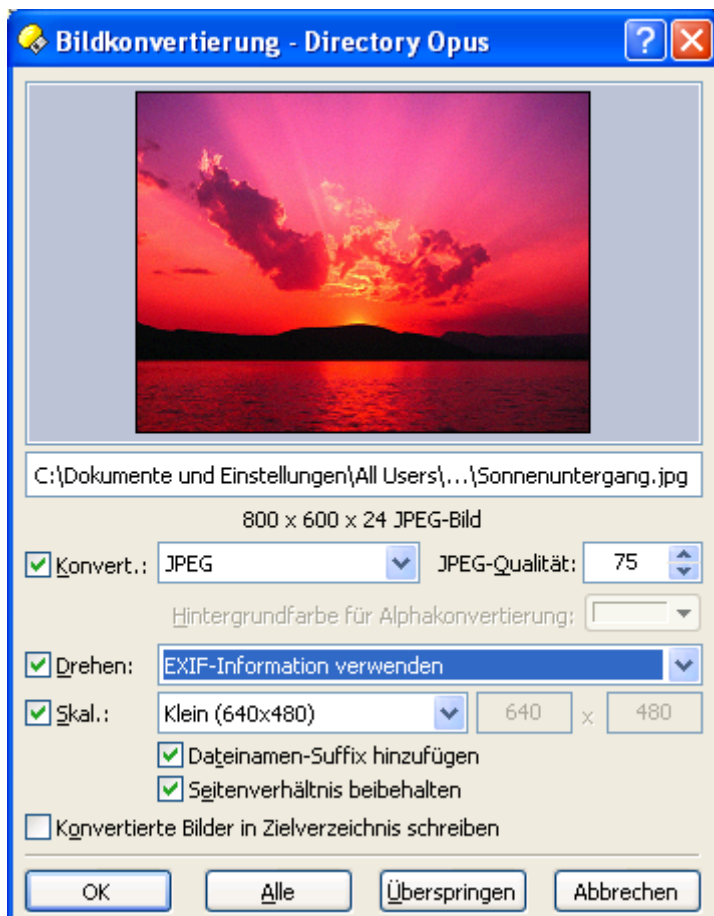 Bildkonvertierung - Directory Opus
C:\Dokumente und Einstellungen\All Users\...\Sonnenuntergang.jpg
800 x 600 x 24 JPEG-Bild
Konvert.: JPEG JPEG-Qualität: 75
Hintergrundfarbe für Alphakonvertierung:
Drehen: EXIF-Information verwenden
Skal.: Klein (640x480) 640 x 480
Dateinamen-Suffix hinzufügen
Seitenverhältnis beibehalten
Konvertierte Bilder in Zielverzeichnis schreiben
OK Alle Überspringen Abbrechen